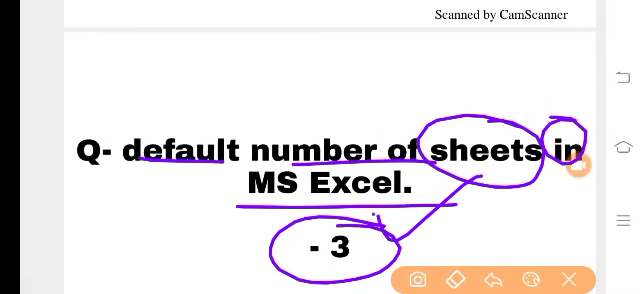 Scanned by CamScanner
Q- default number of sheets in
MS Excel.
- 3